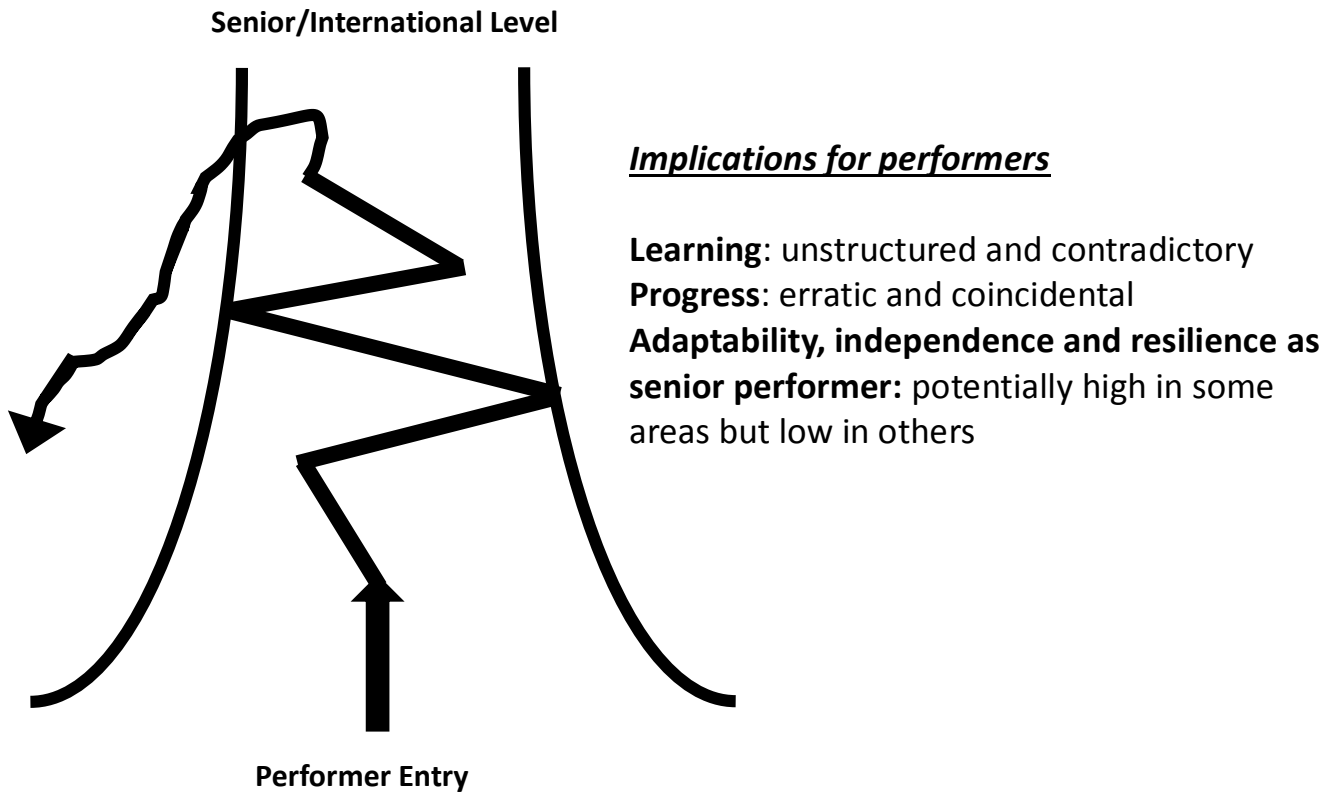 Senior/International Level
Implications for performers
Learning: unstructured and contradictory
Progress: erratic and coincidental
Adaptability, independence and resilience as
senior performer: potentially high in some
areas but low in others
Performer Entry